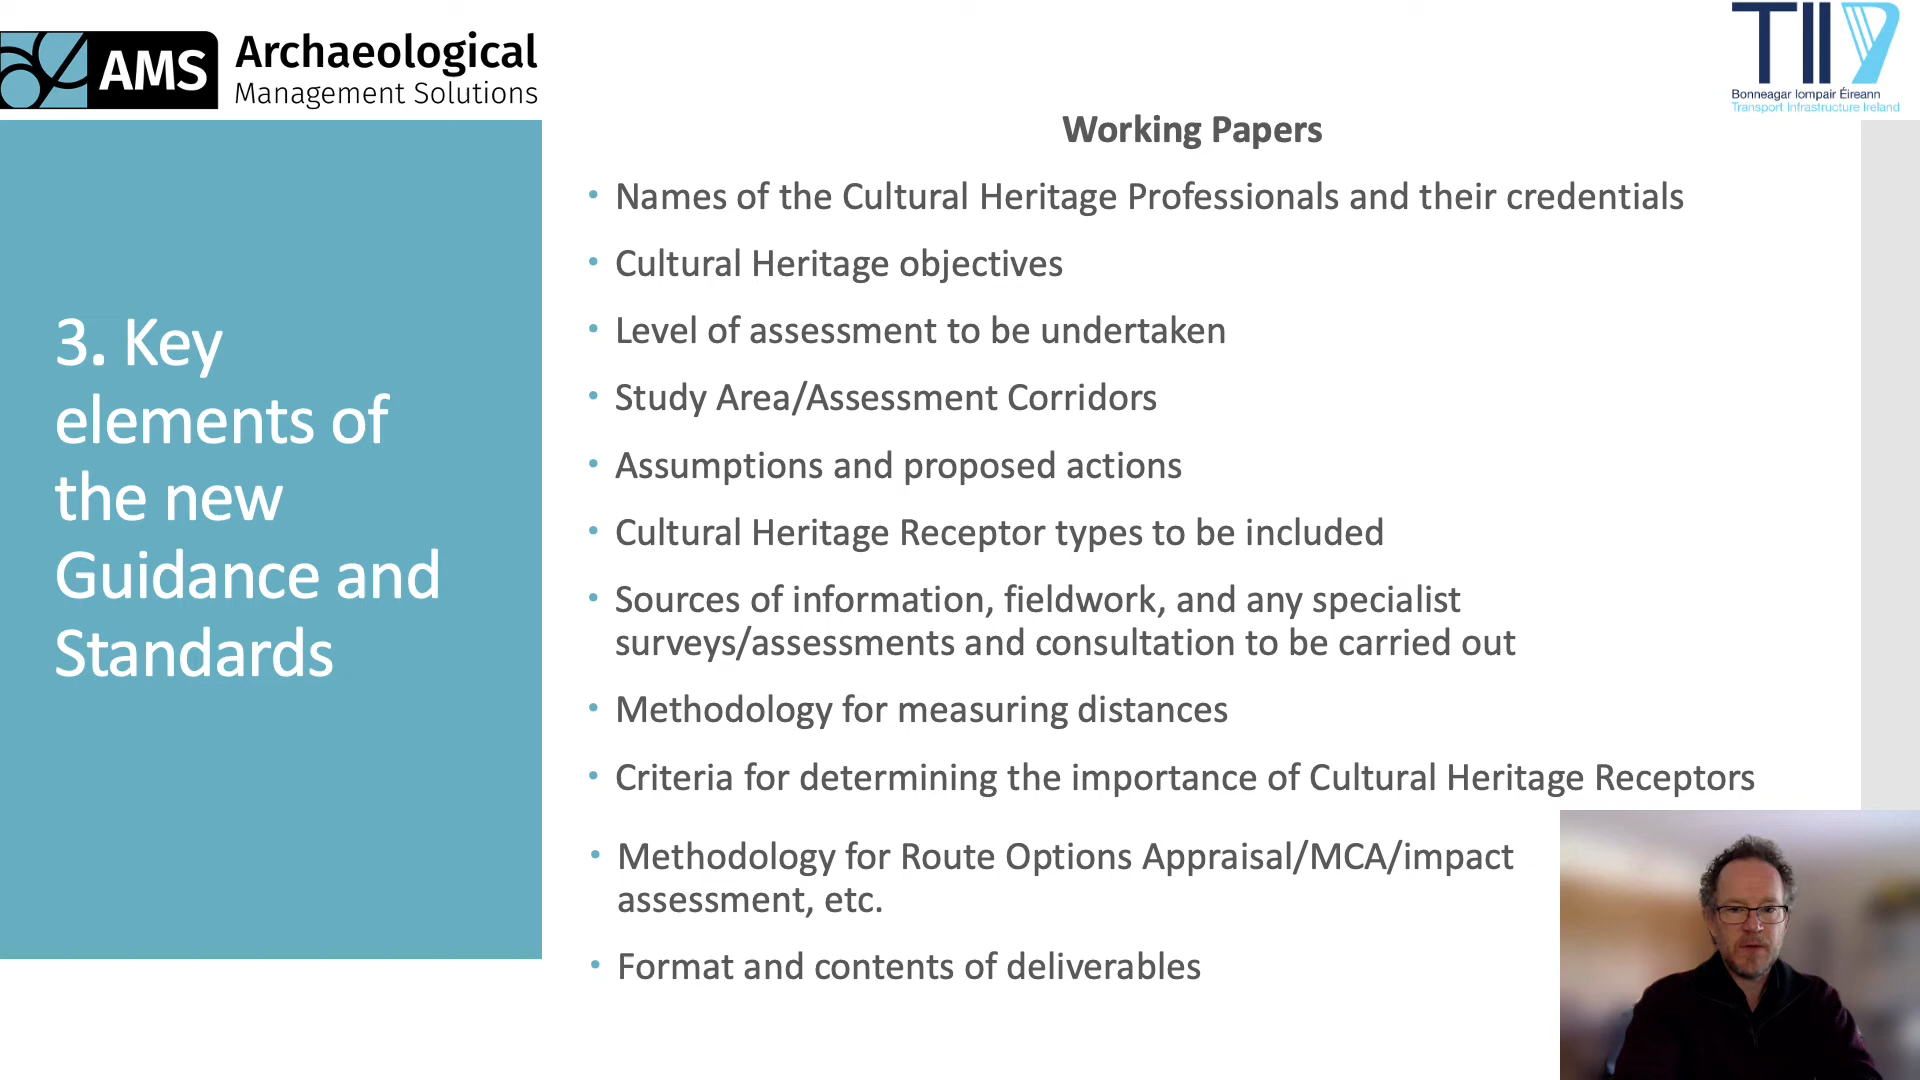 AMS
Archaeological
Management Solutions
TII
Bonneagar Iompair Éireann
Transport Infrastructure Ireland
3. Key
elements of
the new
Guidance and
Standards
Working Papers
• Names of the Cultural Heritage Professionals and their credentials
• Cultural Heritage objectives
• Level of assessment to be undertaken
• Study Area/Assessment Corridors
• Assumptions and proposed actions
• Cultural Heritage Receptor types to be included
• Sources of information, fieldwork, and any specialist
surveys/assessments and consultation to be carried out
• Methodology for measuring distances
• Criteria for determining the importance of Cultural Heritage Receptors
• Methodology for Route Options Appraisal/MCA/impact
assessment, etc.
• Format and contents of deliverables